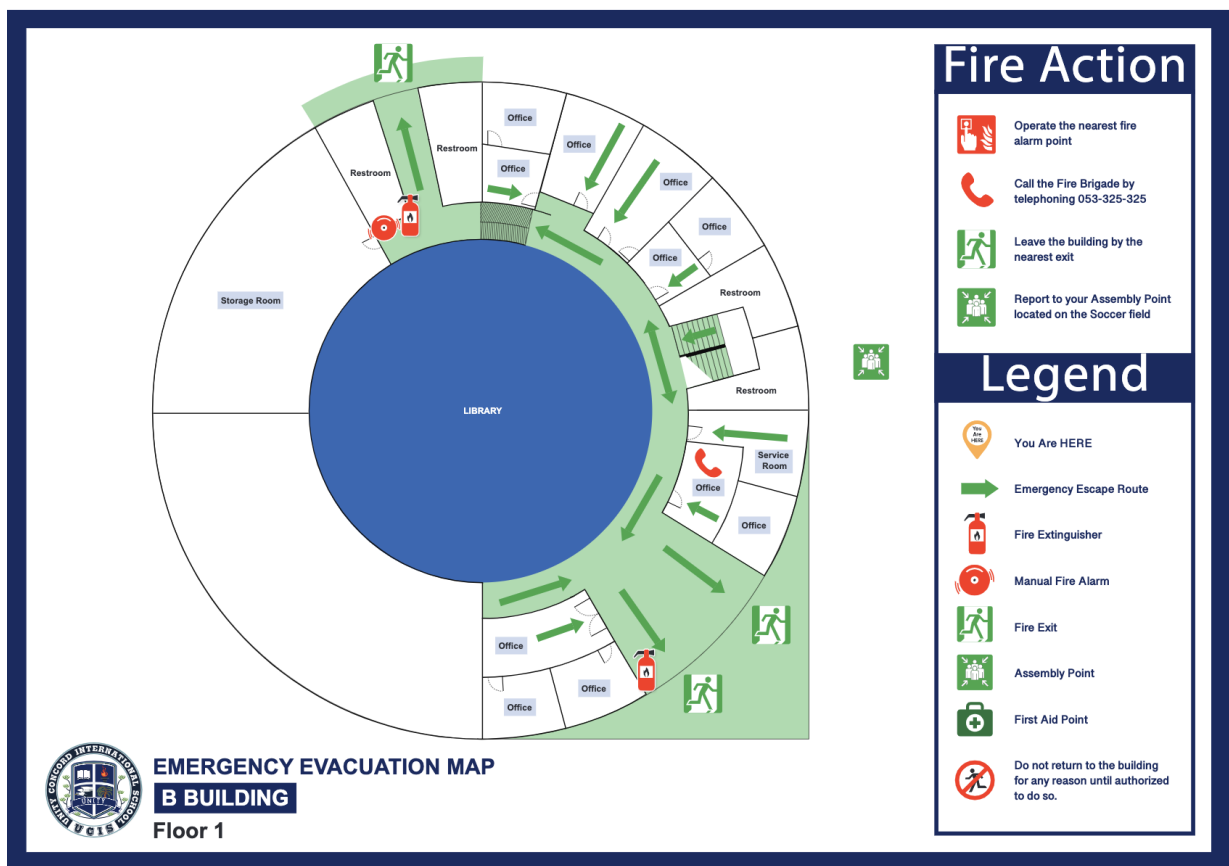 Fire Action
Operate the nearest fire
alarm point
Call the Fire Brigade by
telephoning 053-325-325
Leave the building by the
nearest exit
Report to your Assembly Point
located on the Soccer field
Legend
You
Are
HERE
You Are HERE
Emergency Escape Route
Fire Extinguisher
Manual Fire Alarm
Fire Exit
Assembly Point
First Aid Point
Do not return to the building
for any reason until authorized
to do so.
Office
Office
Office
Office
Office
Office
Restroom
Restroom
Restroom
Restroom
Storage Room
LIBRARY
Service
Room
Office
Office
Office
Office
Office
UNITY CONCORD INTERNATIONAL SCHOOL
UNITY
UCIS
EMERGENCY EVACUATION MAP
B BUILDING
Floor 1